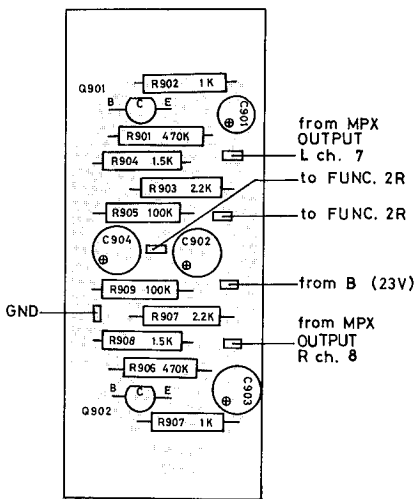 R902 1K
Q901
B C E
C901
R901 470K
from MPX
OUTPUT
L ch. 7
R904 1.5K
to FUNC. 2R
R903 2.2K
R905 100K
to FUNC. 2R
C904
C902
from B (23V)
R909 100K
GND
R907 2.2K
from MPX
OUTPUT
R ch. 8
R908 1.5K
R906 470K
C903
B C E
Q902
R907 1K